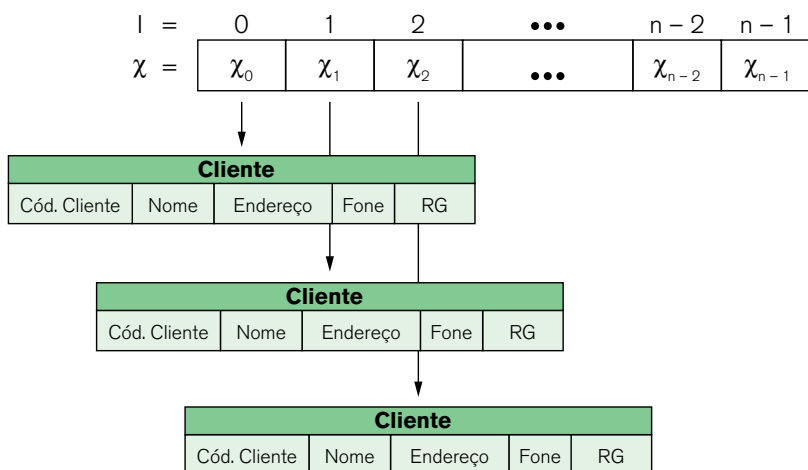 I = 0 1 2 ••• n – 2 n – 1
χ = χ₀ χ₁ χ₂ ••• χₙ₋₂ χₙ₋₁
Cliente
Cód. Cliente Nome Endereço Fone RG
Cliente
Cód. Cliente Nome Endereço Fone RG
Cliente
Cód. Cliente Nome Endereço Fone RG